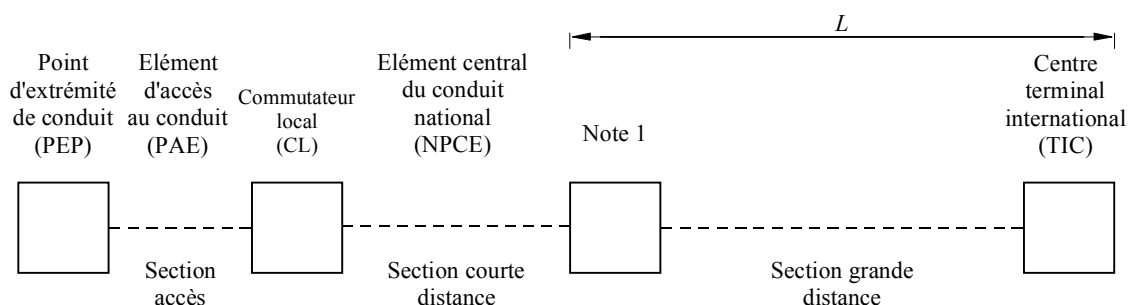 L
Point
d'extrémité
de conduit
(PEP)
Elément
d'accès
au conduit
(PAE)
Commutateur
local
(CL)
Elément central
du conduit
national
(NPCE)
Note 1
Centre
terminal
international
(TIC)
Section
accès
Section courte
distance
Section grande
distance